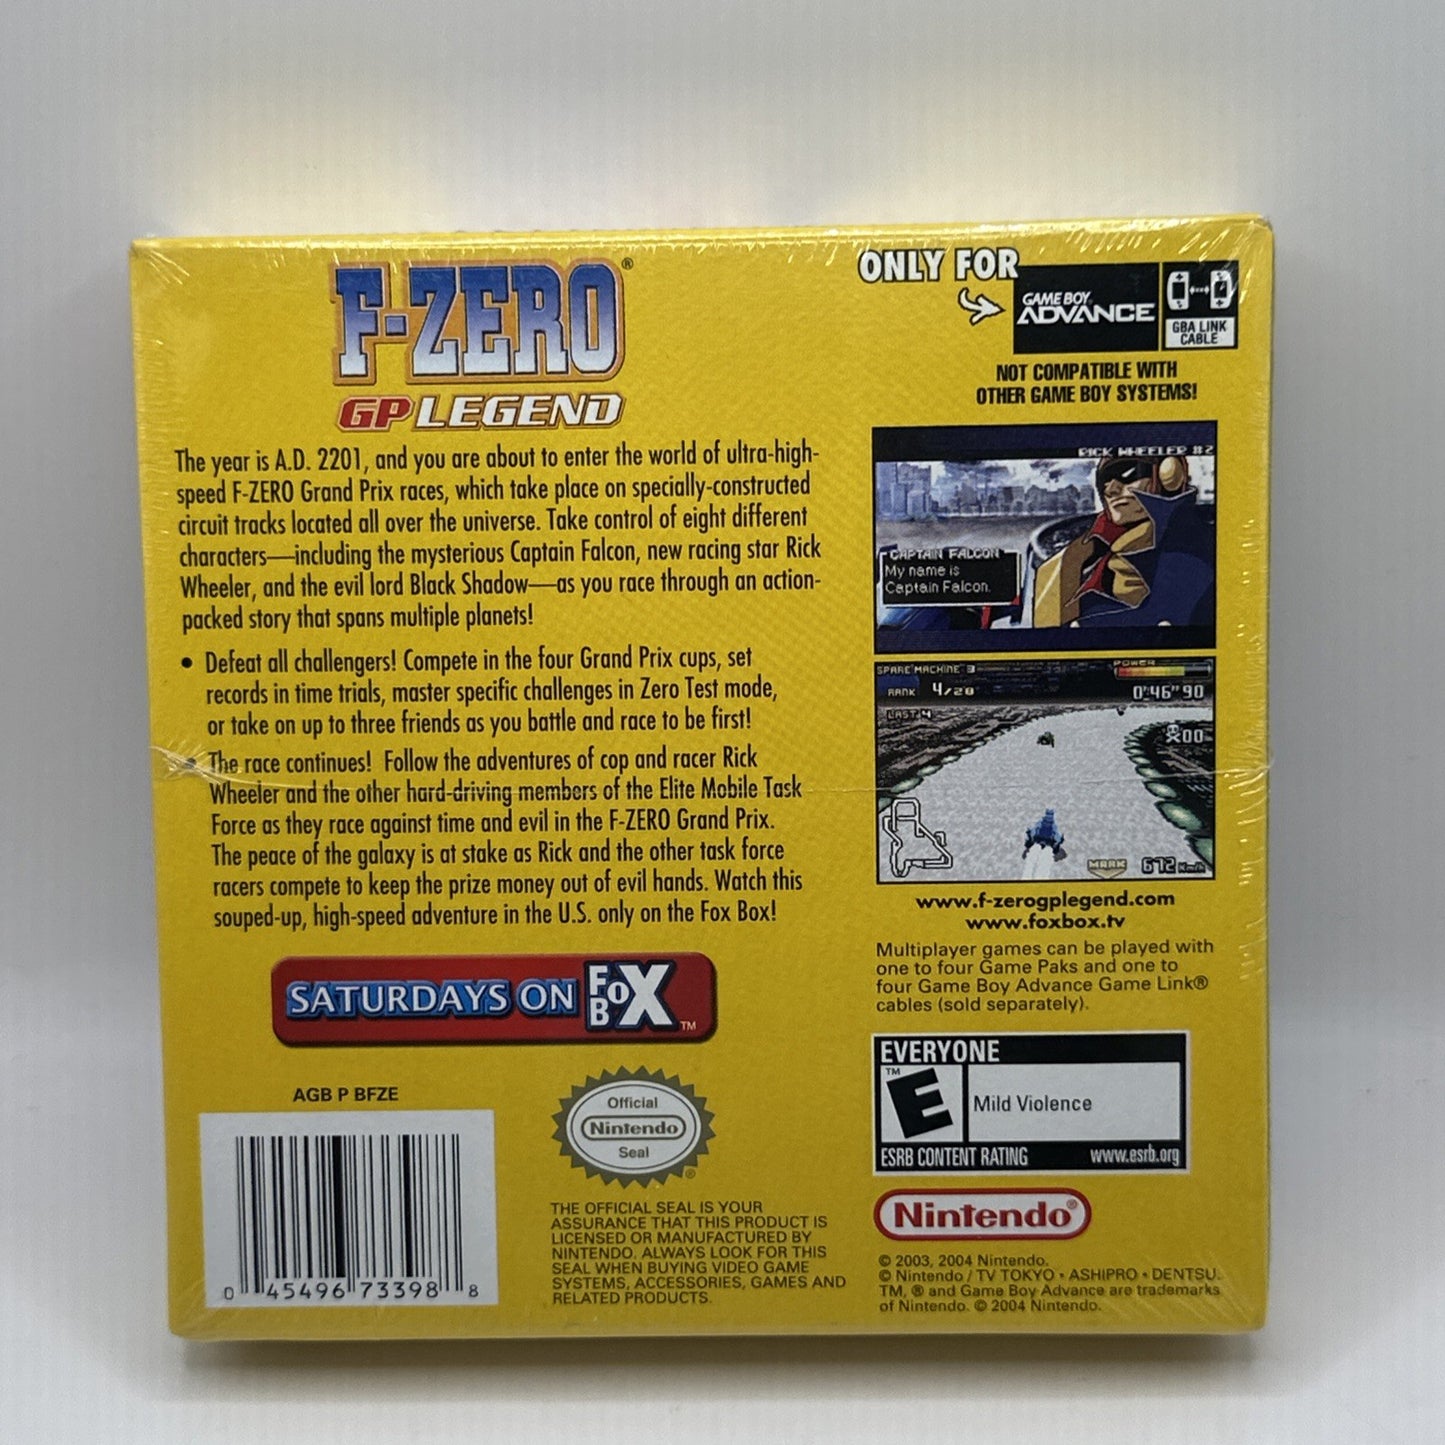 F-ZERO®
GP LEGEND
The year is A.D. 2201, and you are about to enter the world of ultra-high-
speed F-ZERO Grand Prix races, which take place on specially-constructed
circuit tracks located all over the universe. Take control of eight different
characters—including the mysterious Captain Falcon, new racing star Rick
Wheeler, and the evil lord Black Shadow—as you race through an action-
packed story that spans multiple planets!
• Defeat all challengers! Compete in the four Grand Prix cups, set
records in time trials, master specific challenges in Zero Test mode,
or take on up to three friends as you battle and race to be first!
• The race continues! Follow the adventures of cop and racer Rick
Wheeler and the other hard-driving members of the Elite Mobile Task
Force as they race against time and evil in the F-ZERO Grand Prix.
The peace of the galaxy is at stake as Rick and the other task force
racers compete to keep the prize money out of evil hands. Watch this
souped-up, high-speed adventure in the U.S. only on the Fox Box!
SATURDAYS ON FOX BOX™
AGB P BFZE
0 45496 73398 8
Official
Nintendo
Seal
®
THE OFFICIAL SEAL IS YOUR
ASSURANCE THAT THIS PRODUCT IS
LICENSED OR MANUFACTURED BY
NINTENDO. ALWAYS LOOK FOR THIS
SEAL WHEN BUYING VIDEO GAME
SYSTEMS, ACCESSORIES, GAMES AND
RELATED PRODUCTS.
ONLY FOR
GAME BOY
ADVANCE
GBA LINK
CABLE
NOT COMPATIBLE WITH
OTHER GAME BOY SYSTEMS!
RICK WHEELER #2
CAPTAIN FALCON
My name is
Captain Falcon.
SPARE MACHINE 3
POWER
RANK 4/28
0'46"90
LAST 4
00
MARK
672 Km/h
www.f-zerogplegend.com
www.foxbox.tv
Multiplayer games can be played with
one to four Game Paks and one to
four Game Boy Advance Game Link®
cables (sold separately).
EVERYONE
™
E
Mild Violence
ESRB CONTENT RATING www.esrb.org
Nintendo®
© 2003, 2004 Nintendo.
© Nintendo / TV TOKYO • ASHIPRO • DENTSU.
TM, ® and Game Boy Advance are trademarks
of Nintendo. © 2004 Nintendo.